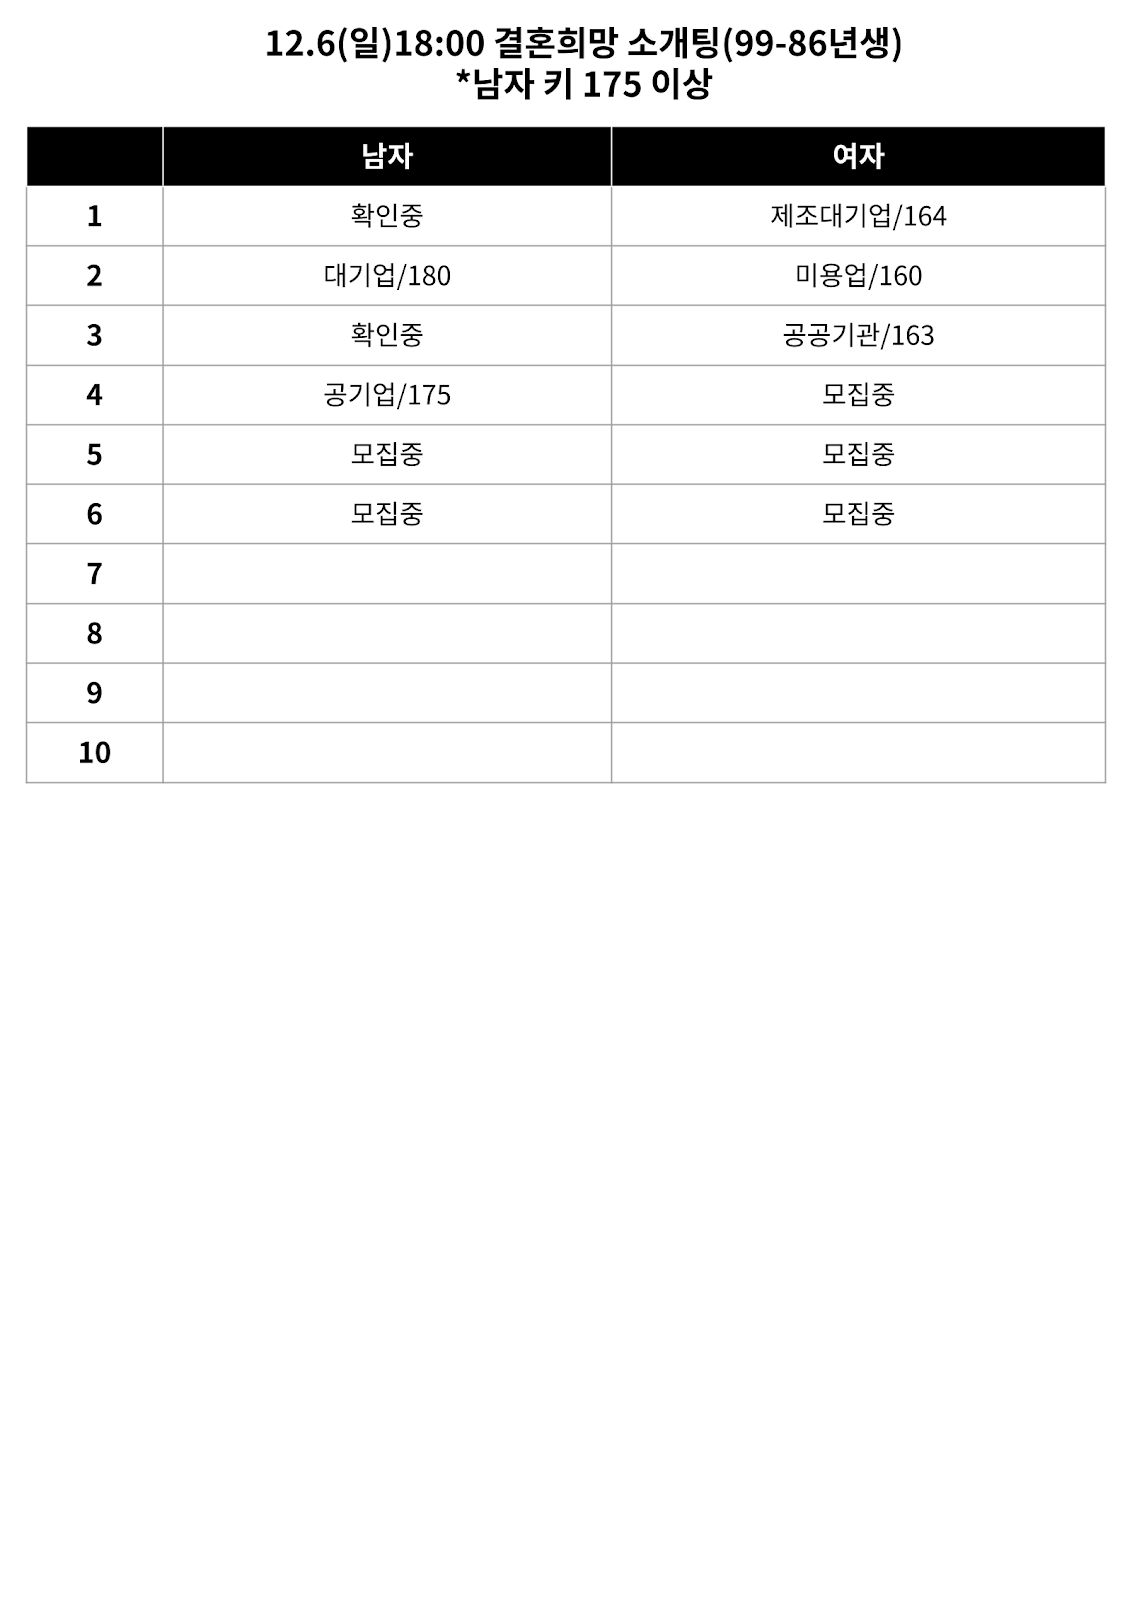 12.6(일)18:00 결혼희망 소개팅(99-86년생)
*남자 키 175 이상
남자 여자
1 확인중 제조대기업/164
2 대기업/180 미용업/160
3 확인중 공공기관/163
4 공기업/175 모집중
5 모집중 모집중
6 모집중 모집중
7
8
9
10